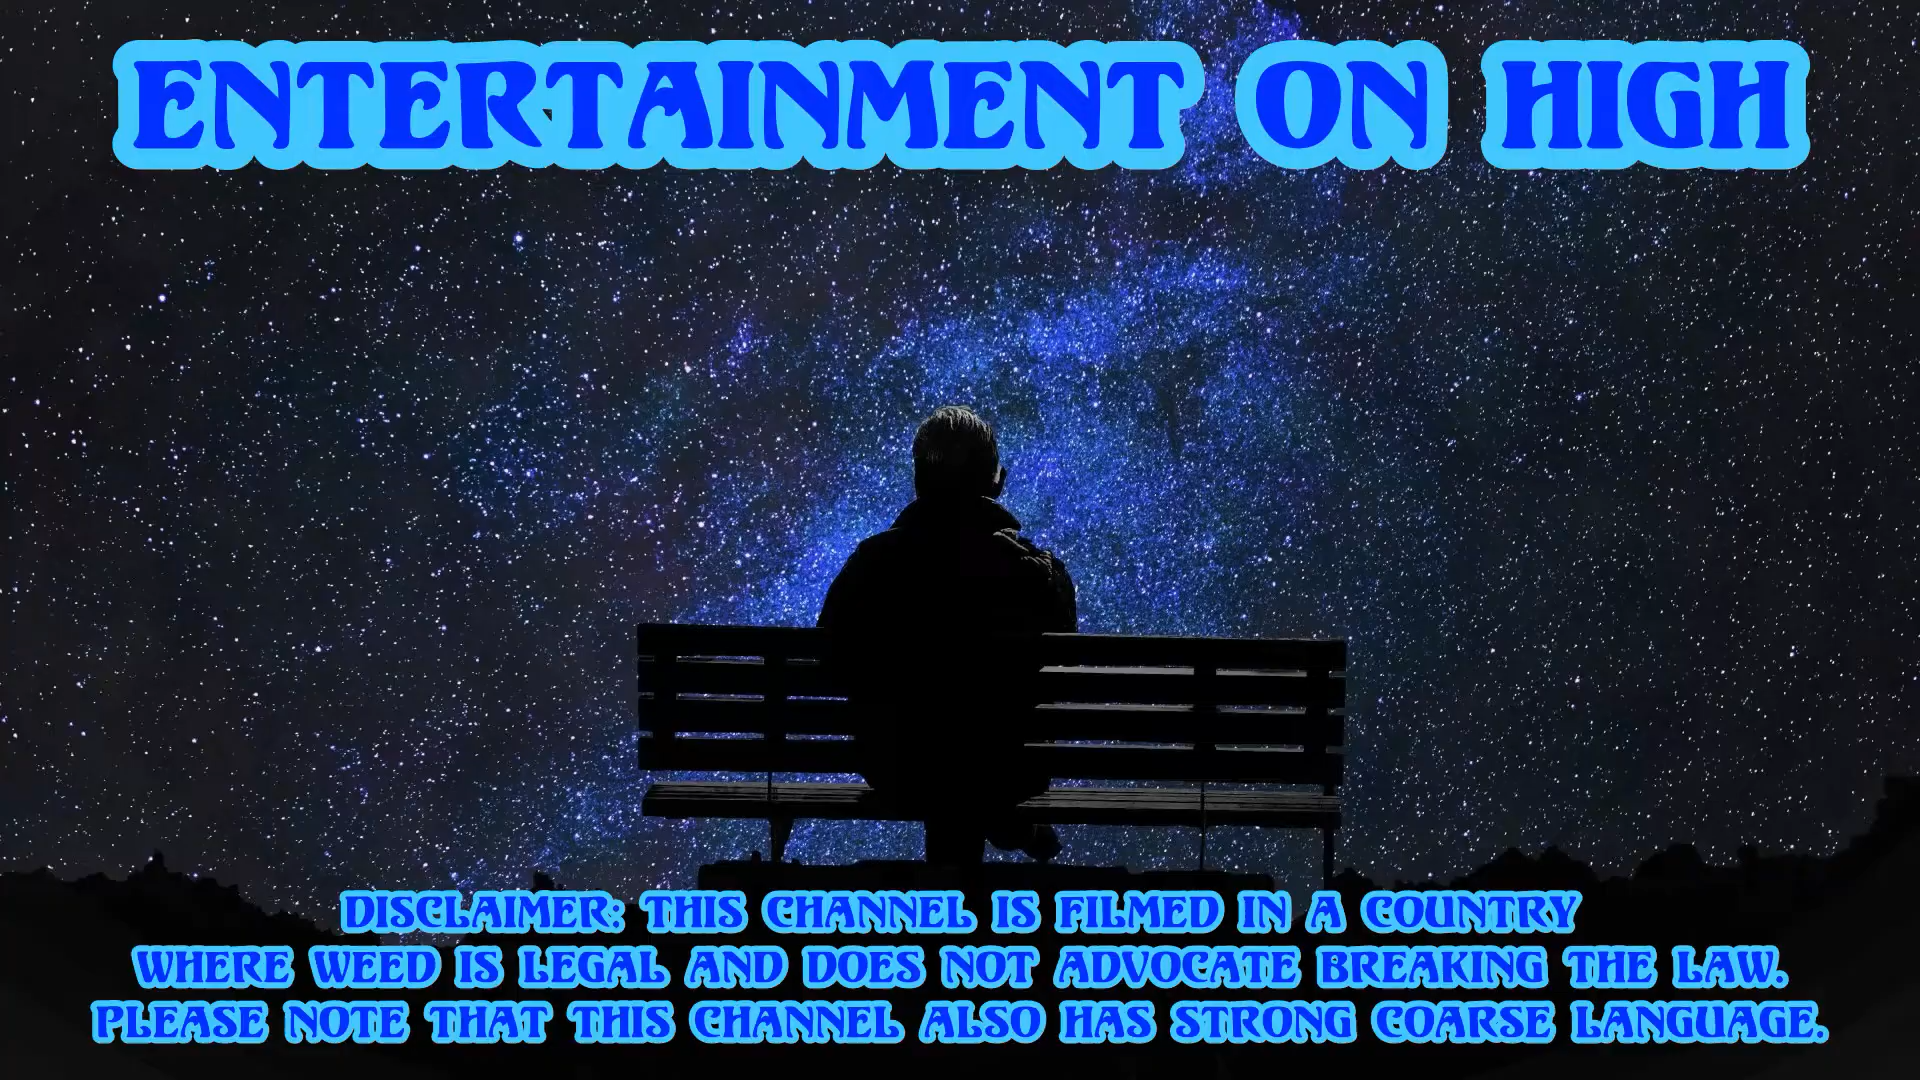 ENTERTAINMENT ON HIGH
DISCLAIMER: THIS CHANNEL IS FILMED IN A COUNTRY
WHERE WEED IS LEGAL AND DOES NOT ADVOCATE BREAKING THE LAW.
PLEASE NOTE THAT THIS CHANNEL ALSO HAS STRONG COARSE LANGUAGE.